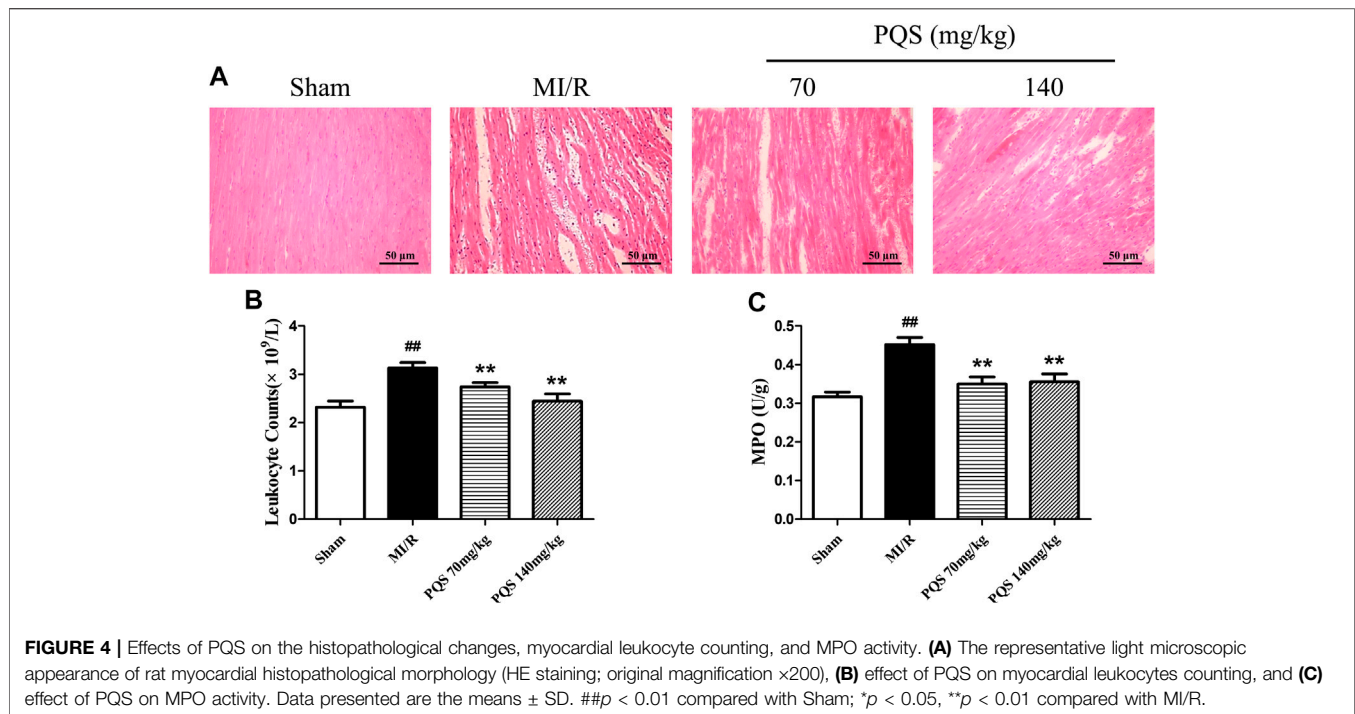 PQS (mg/kg)
A
Sham
MI/R
70
140
50 μm
50 μm
50 μm
50 μm
B
Leukocyte Counts(× 10⁹/L)
4
3
2
1
0
##
**
**
Sham
MI/R
PQS 70mg/kg
PQS 140mg/kg
C
MPO (U/g)
0.5
0.4
0.3
0.2
0.1
0.0
##
**
**
Sham
MI/R
PQS 70mg/kg
PQS 140mg/kg
FIGURE 4 | Effects of PQS on the histopathological changes, myocardial leukocyte counting, and MPO activity. (A) The representative light microscopic
appearance of rat myocardial histopathological morphology (HE staining; original magnification ×200), (B) effect of PQS on myocardial leukocytes counting, and (C)
effect of PQS on MPO activity. Data presented are the means ± SD. ##p < 0.01 compared with Sham; *p < 0.05, **p < 0.01 compared with MI/R.